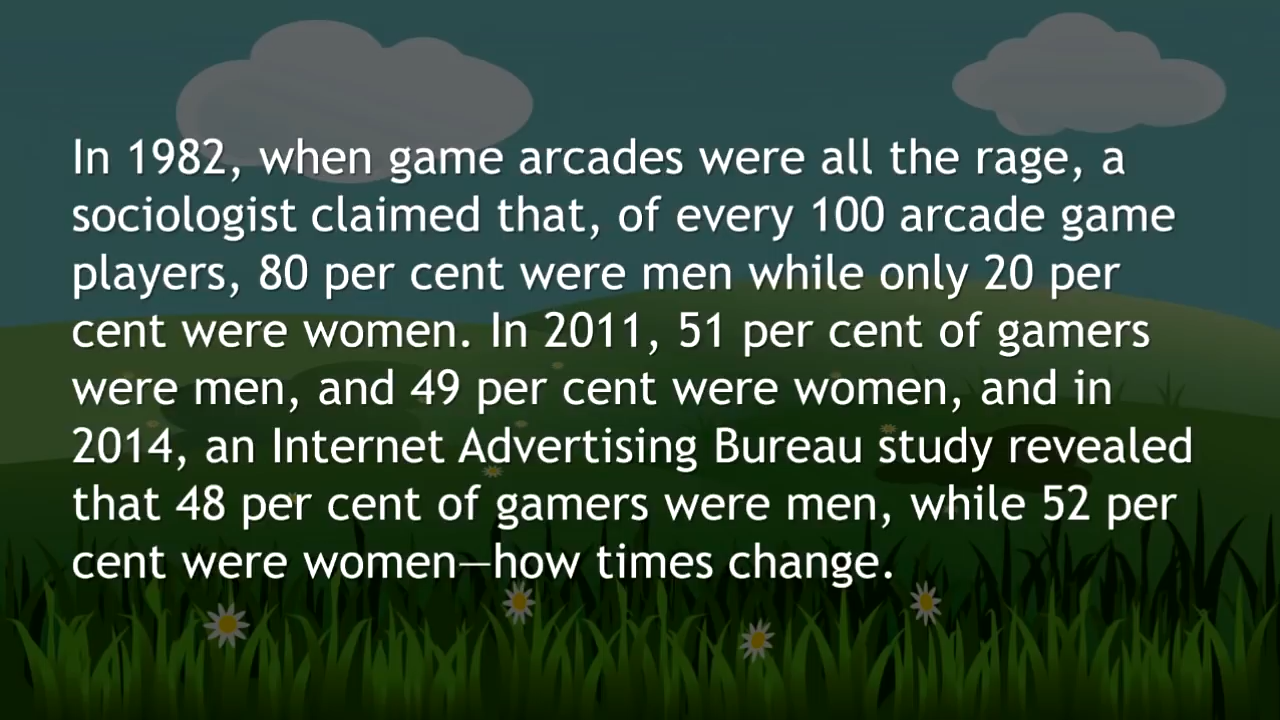 In 1982, when game arcades were all the rage, a
sociologist claimed that, of every 100 arcade game
players, 80 per cent were men while only 20 per
cent were women. In 2011, 51 per cent of gamers
were men, and 49 per cent were women, and in
2014, an Internet Advertising Bureau study revealed
that 48 per cent of gamers were men, while 52 per
cent were women—how times change.